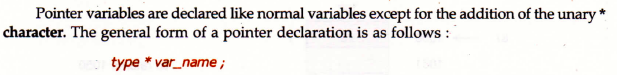 Pointer variables are declared like normal variables except for the addition of the unary *
character. The general form of a pointer declaration is as follows :
type * var_name ;